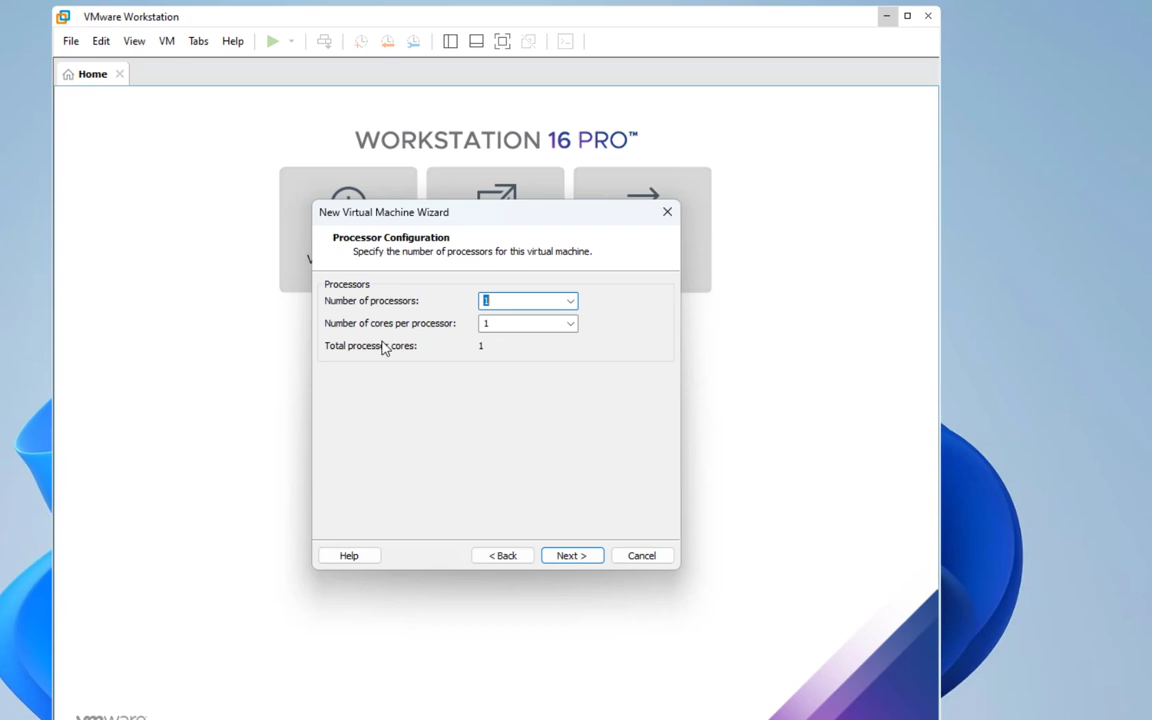 VMware Workstation
File Edit View VM Tabs Help
Home
WORKSTATION 16 PRO™
New Virtual Machine Wizard
Processor Configuration
Specify the number of processors for this virtual machine.
Processors
Number of processors: 1
Number of cores per processor: 1
Total processor cores: 1
Help < Back Next > Cancel
vmware